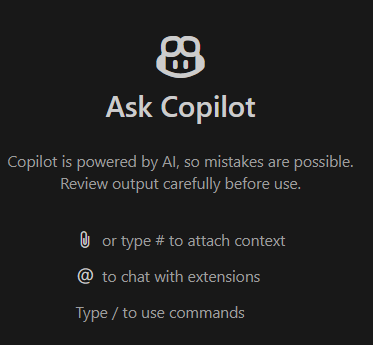 Ask Copilot
Copilot is powered by AI, so mistakes are possible.
Review output carefully before use.
or type # to attach context
@ to chat with extensions
Type / to use commands